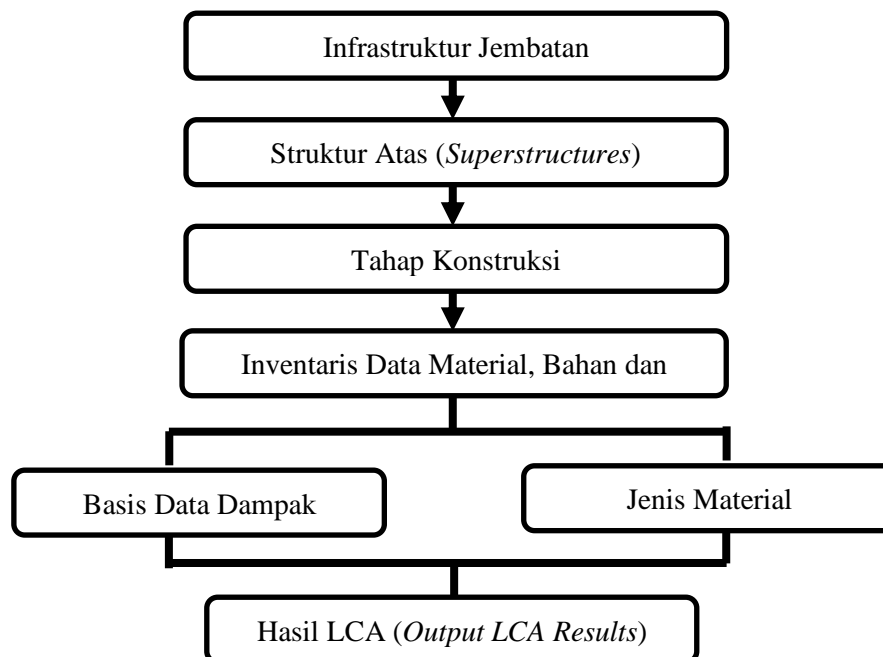 Infrastruktur Jembatan
Struktur Atas (Superstructures)
Tahap Konstruksi
Inventaris Data Material, Bahan dan
Basis Data Dampak
Jenis Material
Hasil LCA (Output LCA Results)